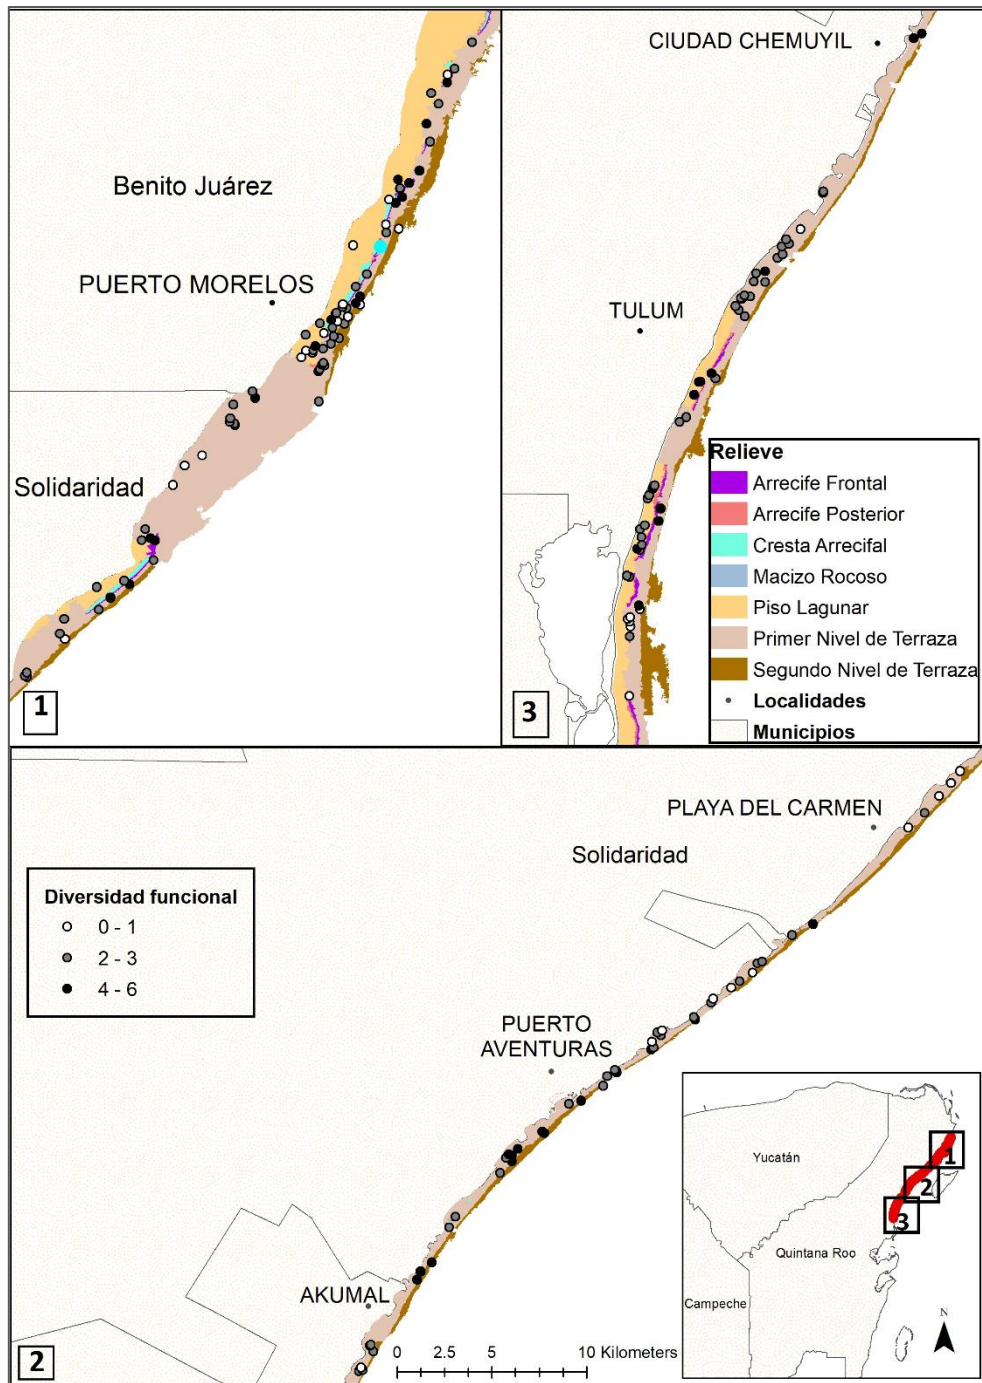 Benito Juárez
PUERTO MORELOS
Solidaridad
1
CIUDAD CHEMUYIL
TULUM
Relieve
Arrecife Frontal
Arrecife Posterior
Cresta Arrecifal
Macizo Rocoso
Piso Lagunar
Primer Nivel de Terraza
Segundo Nivel de Terraza
Localidades
Municipios
3
PLAYA DEL CARMEN
Solidaridad
Diversidad funcional
0 - 1
2 - 3
4 - 6
PUERTO
AVENTURAS
AKUMAL
2
0 2.5 5 10 Kilometers
Yucatán
1
2
3
Quintana Roo
Campeche
N